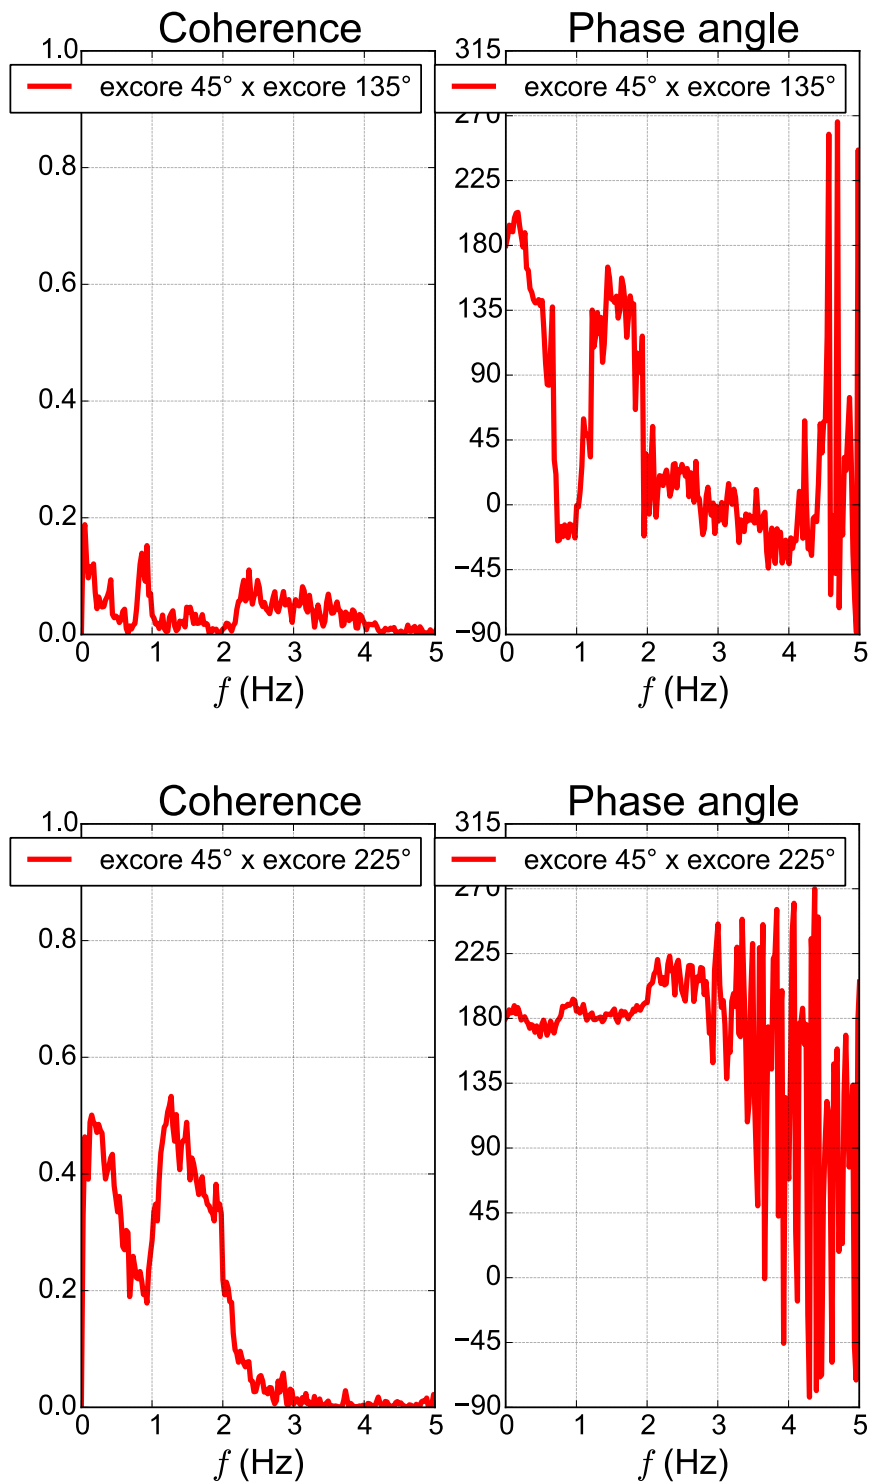 Coherence
1.0
excore 45° x excore 135°
0.8
0.6
0.4
0.2
0.0
0 1 2 3 4 5
f (Hz)
Phase angle
315
excore 45° x excore 135°
270
225
180
135
90
45
0
−45
−90
0 1 2 3 4 5
f (Hz)
Coherence
1.0
excore 45° x excore 225°
0.8
0.6
0.4
0.2
0.0
0 1 2 3 4 5
f (Hz)
Phase angle
315
excore 45° x excore 225°
270
225
180
135
90
45
0
−45
−90
0 1 2 3 4 5
f (Hz)